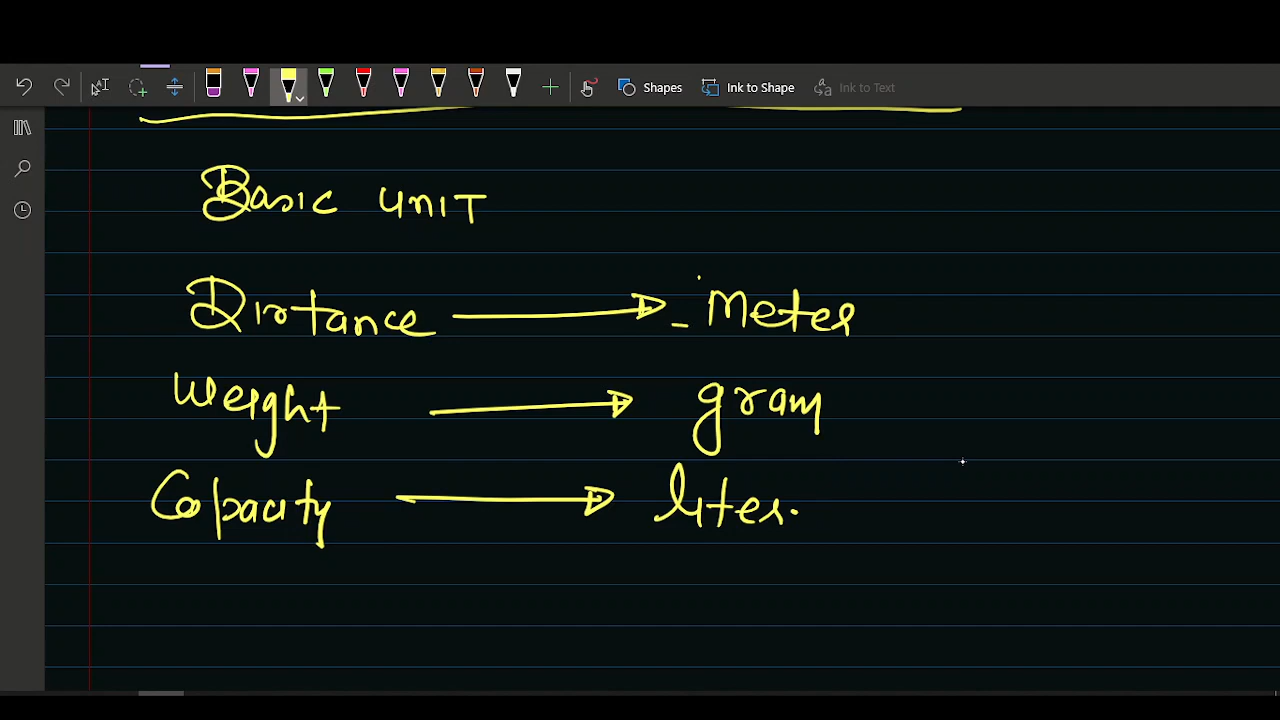 Shapes Ink to Shape Ink to Text
Basic unit
Distance → Meter
Weight → gram
Capacity → liter.